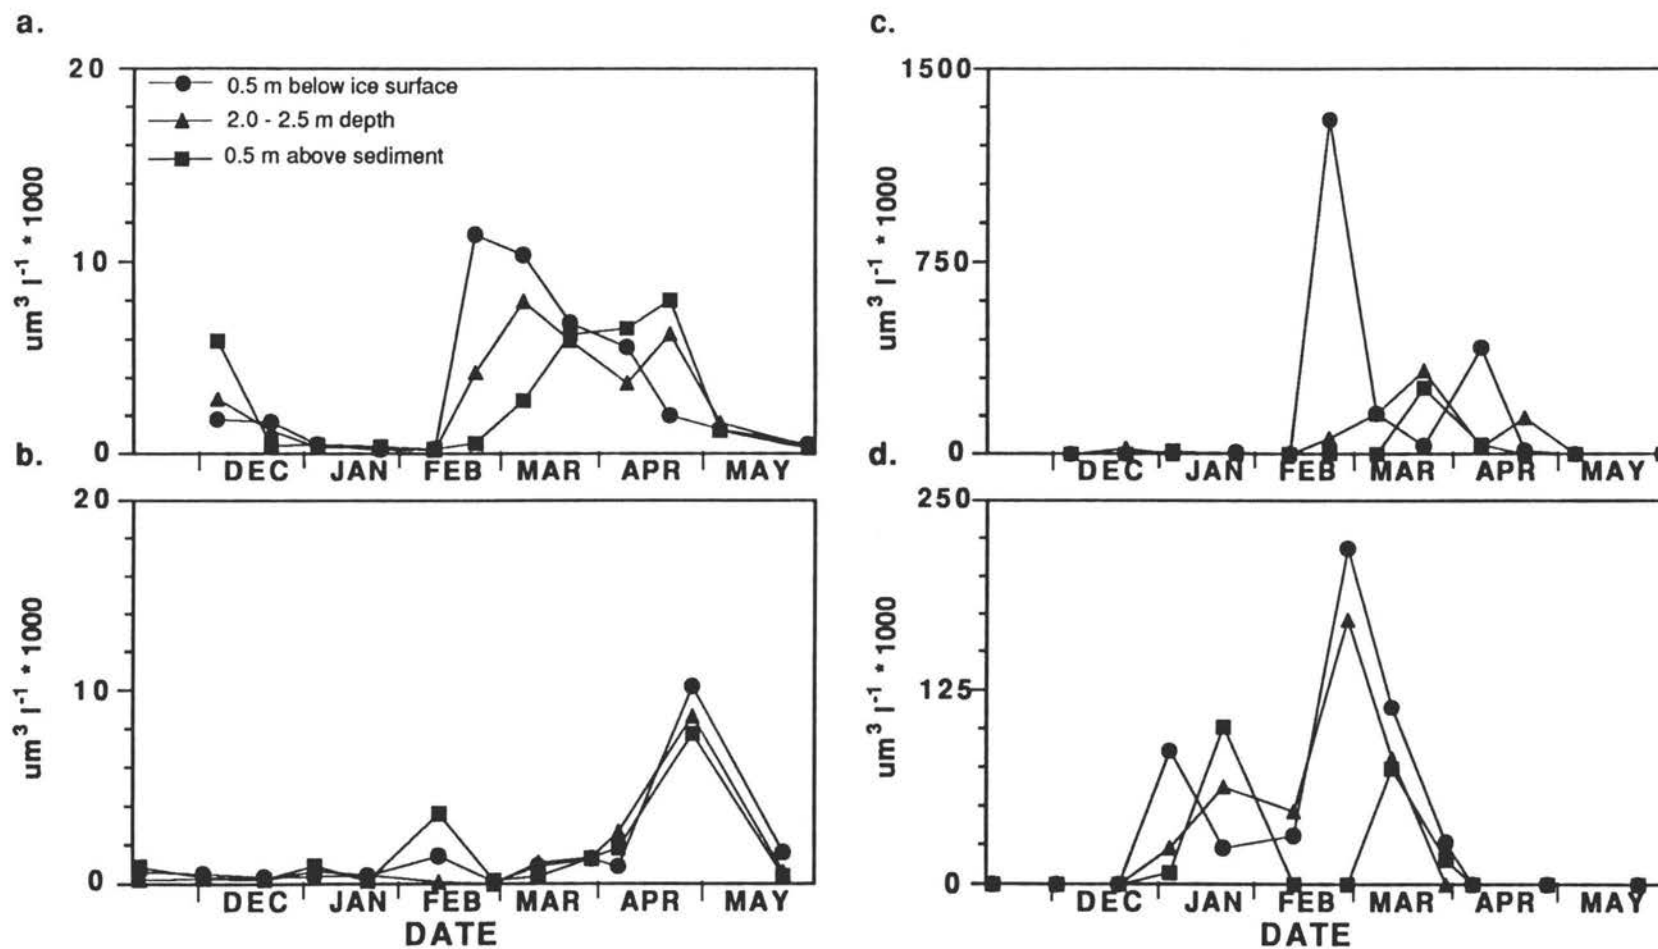 a.
20
10
0
um³ l⁻¹ * 1000
0.5 m below ice surface
2.0 - 2.5 m depth
0.5 m above sediment
DEC JAN FEB MAR APR MAY
c.
1500
750
0
um³ l⁻¹ * 1000
DEC JAN FEB MAR APR MAY
b.
20
10
0
um³ l⁻¹ * 1000
DEC JAN FEB MAR APR MAY
DATE
d.
250
125
0
um³ l⁻¹ * 1000
DEC JAN FEB MAR APR MAY
DATE